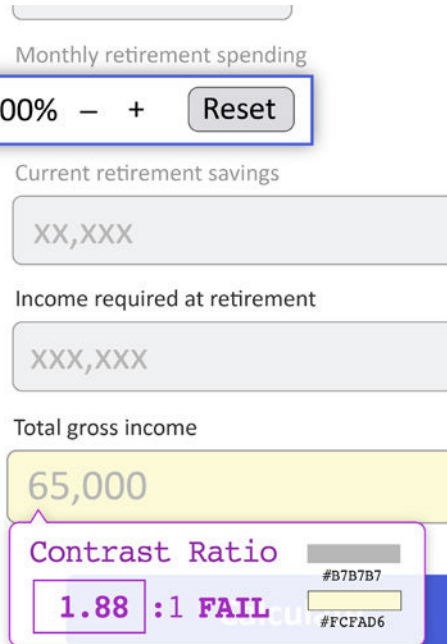 Monthly retirement spending
00% – + Reset
Current retirement savings
xx,xxx
Income required at retirement
xxx,xxx
Total gross income
65,000
Contrast Ratio
#B7B7B7
1.88 :1 FAIL
#FCFAD6